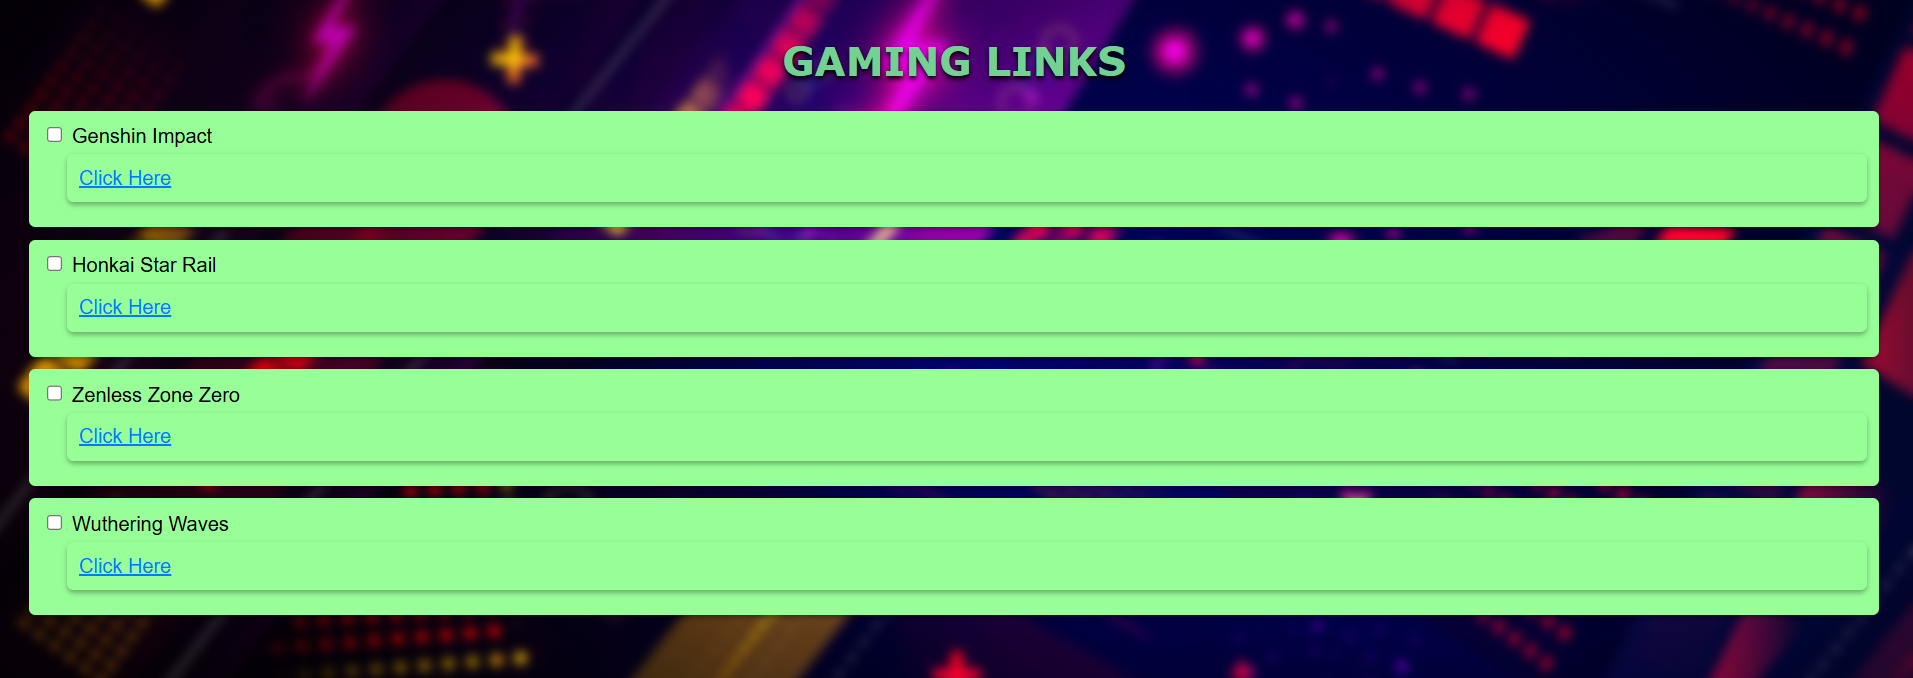 GAMING LINKS
Genshin Impact
Click Here
Honkai Star Rail
Click Here
Zenless Zone Zero
Click Here
Wuthering Waves
Click Here